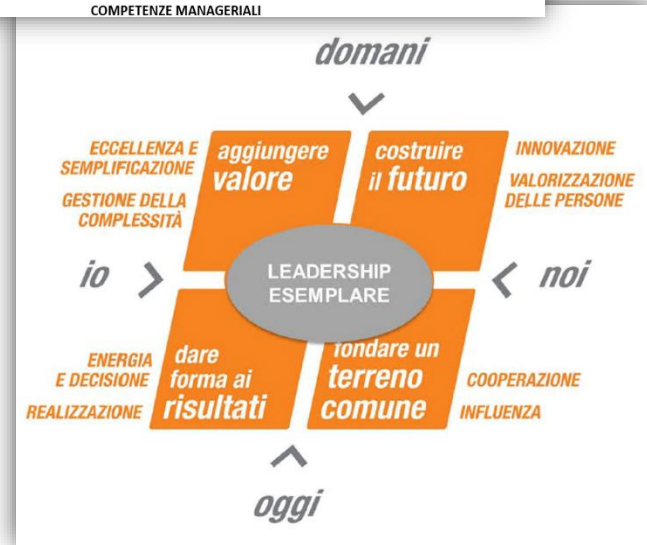 COMPETENZE MANAGERIALI
domani
ECCELLENZA E
SEMPLIFICAZIONE
GESTIONE DELLA
COMPLESSITÀ
aggiungere
valore
costruire
il futuro
INNOVAZIONE
VALORIZZAZIONE
DELLE PERSONE
io
LEADERSHIP
ESEMPLARE
noi
ENERGIA
E DECISIONE
REALIZZAZIONE
dare
forma ai
risultati
fondare un
terreno
comune
COOPERAZIONE
INFLUENZA
oggi